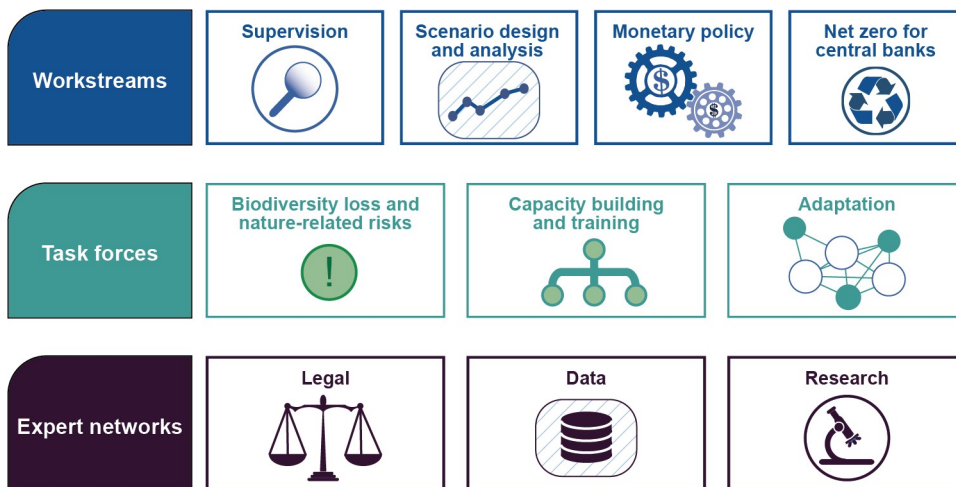 Workstreams
Supervision
Scenario design
and analysis
Monetary policy
$
$
Net zero for
central banks
Task forces
Biodiversity loss and
nature-related risks
!
Capacity building
and training
Adaptation
Expert networks
Legal
Data
Research